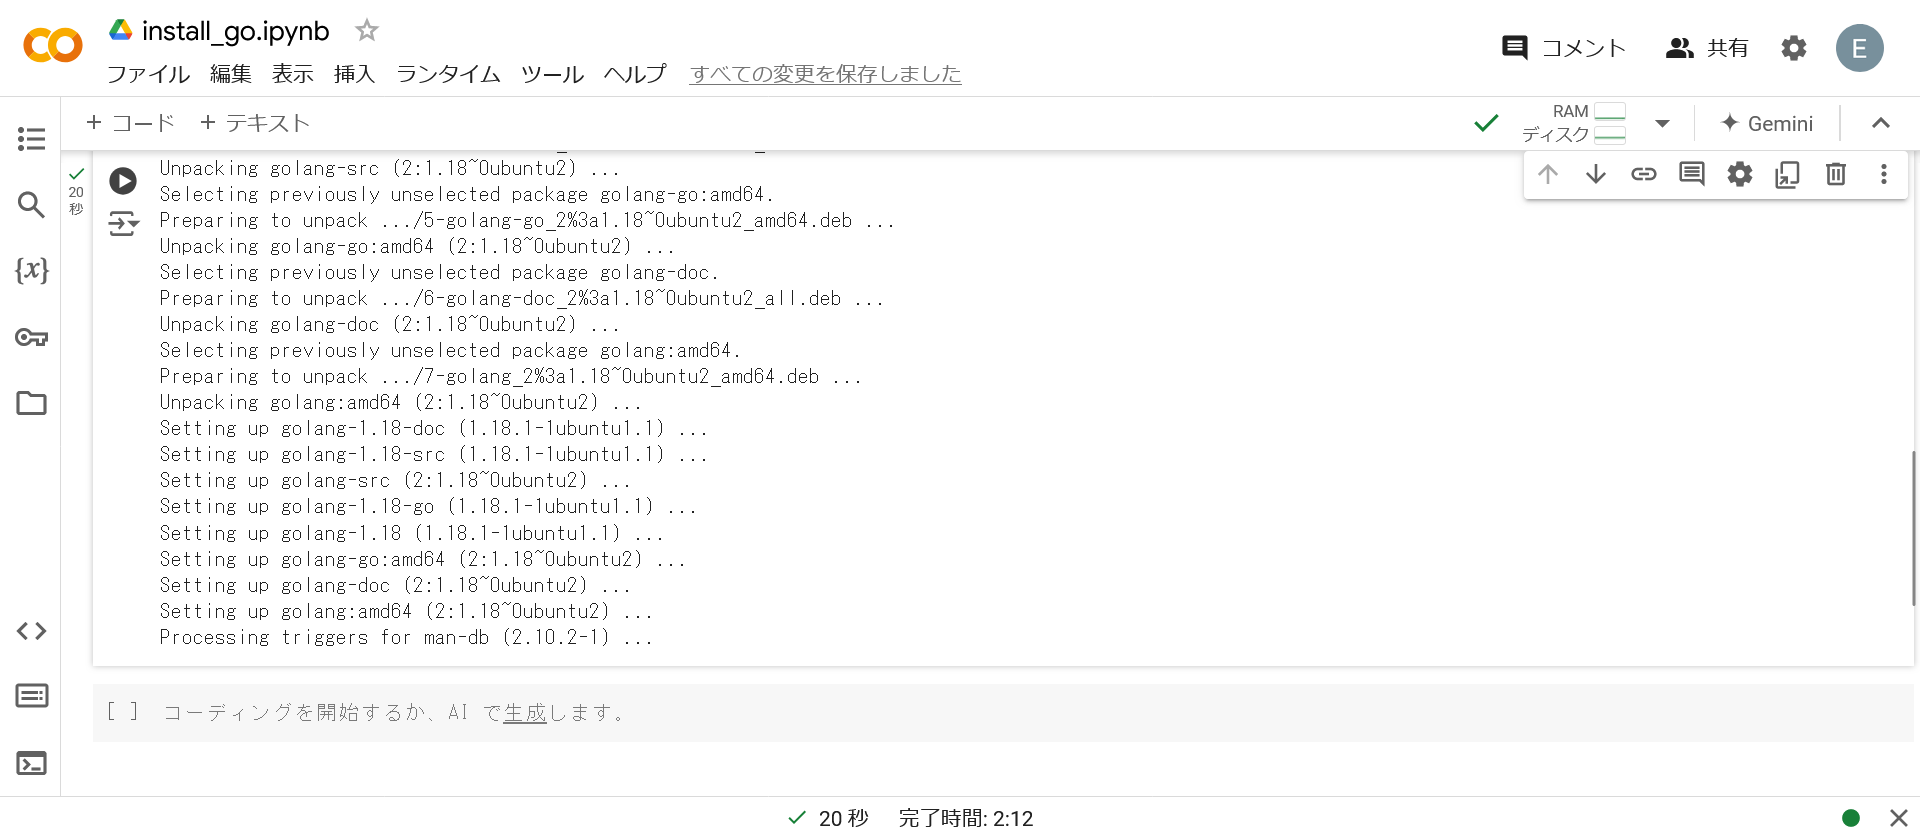 install_go.ipynb
ファイル 編集 表示 挿入 ランタイム ツール ヘルプ すべての変更を保存しました
コメント 共有 E
+ コード + テキスト
RAM
ディスク
Gemini
20
秒
Unpacking golang-src (2:1.18~0ubuntu2) ...
Selecting previously unselected package golang-go:amd64.
Preparing to unpack .../5-golang-go_2%3a1.18~0ubuntu2_amd64.deb ...
Unpacking golang-go:amd64 (2:1.18~0ubuntu2) ...
Selecting previously unselected package golang-doc.
Preparing to unpack .../6-golang-doc_2%3a1.18~0ubuntu2_all.deb ...
Unpacking golang-doc (2:1.18~0ubuntu2) ...
Selecting previously unselected package golang:amd64.
Preparing to unpack .../7-golang_2%3a1.18~0ubuntu2_amd64.deb ...
Unpacking golang:amd64 (2:1.18~0ubuntu2) ...
Setting up golang-1.18-doc (1.18.1-1ubuntu1.1) ...
Setting up golang-1.18-src (1.18.1-1ubuntu1.1) ...
Setting up golang-src (2:1.18~0ubuntu2) ...
Setting up golang-1.18-go (1.18.1-1ubuntu1.1) ...
Setting up golang-1.18 (1.18.1-1ubuntu1.1) ...
Setting up golang-go:amd64 (2:1.18~0ubuntu2) ...
Setting up golang-doc (2:1.18~0ubuntu2) ...
Setting up golang:amd64 (2:1.18~0ubuntu2) ...
Processing triggers for man-db (2.10.2-1) ...
[ ] コーディングを開始するか、AI で生成します。
20 秒 完了時間: 2:12